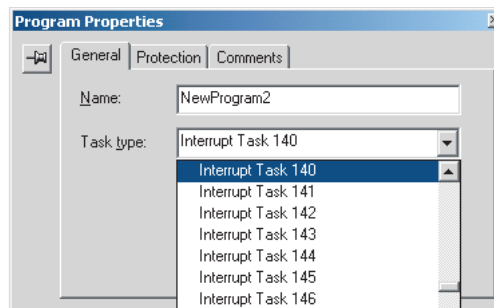 Program Properties
General Protection Comments
Name: NewProgram2
Task type: Interrupt Task 140
Interrupt Task 140
Interrupt Task 141
Interrupt Task 142
Interrupt Task 143
Interrupt Task 144
Interrupt Task 145
Interrupt Task 146